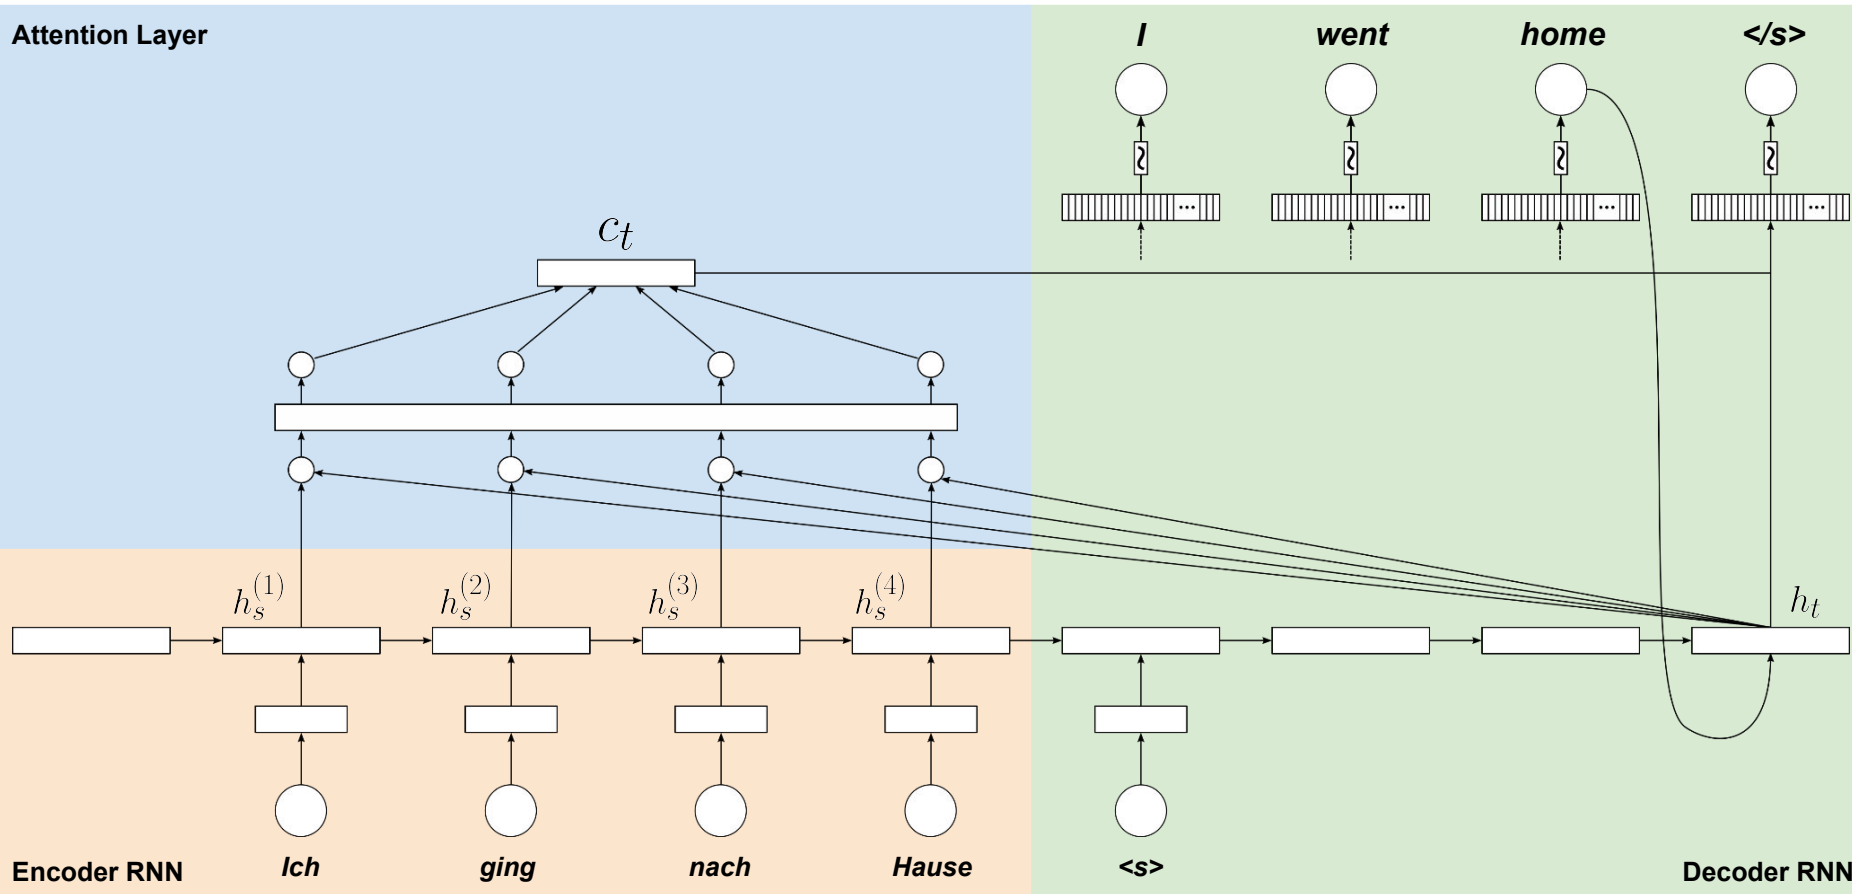 Attention Layer
I went home </s>
c_t
h_s^{(1)} h_s^{(2)} h_s^{(3)} h_s^{(4)} h_t
Ich ging nach Hause <s>
Encoder RNN
Decoder RNN